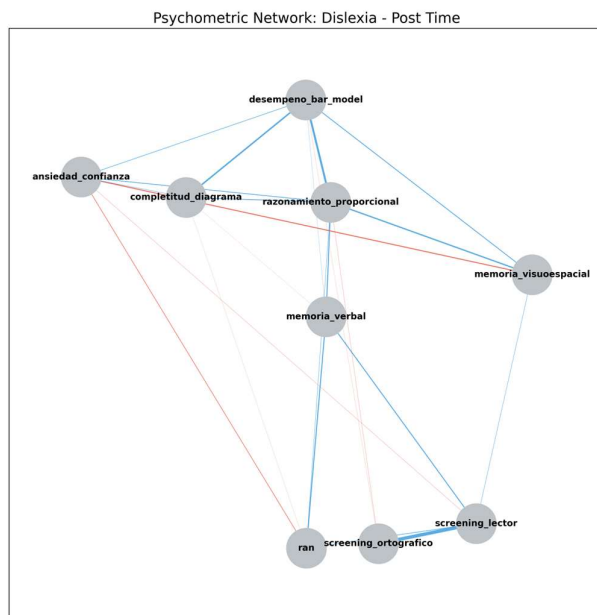 Psychometric Network: Dislexia - Post Time
desempeno_bar_model
ansiedad_confianza
completitud_diagrama
razonamiento_proporcional
memoria_visuoespacial
memoria_verbal
screening_lector
screening_ortografico
ran